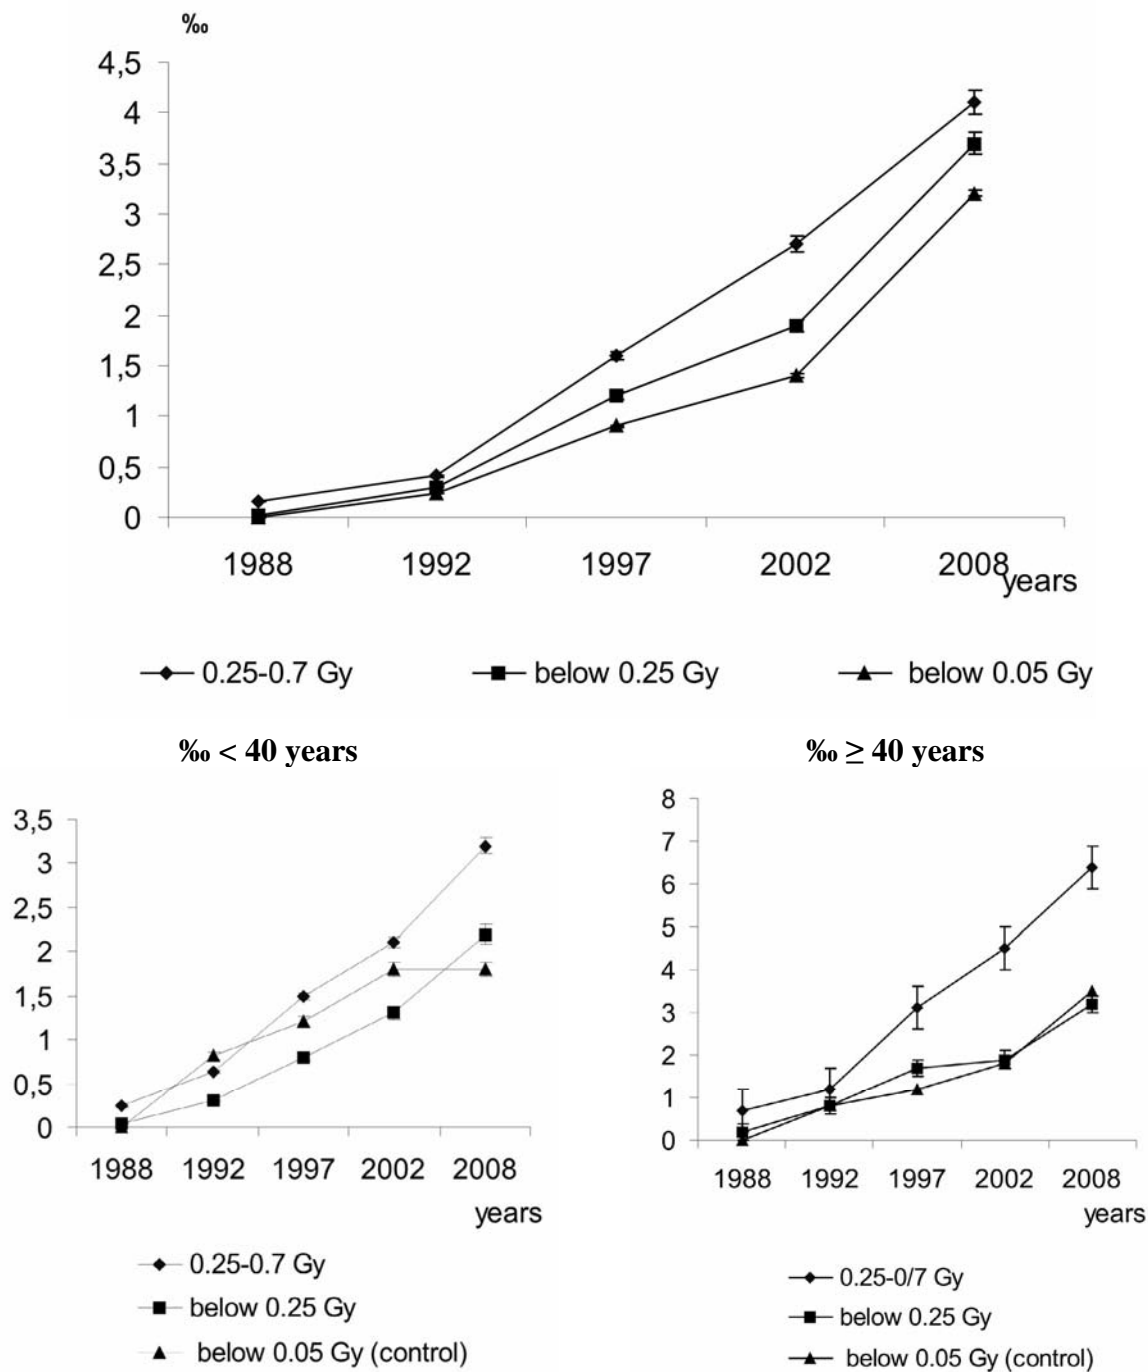 ‰
4,5
4
3,5
3
2,5
2
1,5
1
0,5
0
1988 1992 1997 2002 2008
years
0.25-0.7 Gy below 0.25 Gy below 0.05 Gy
‰ < 40 years ‰ ≥ 40 years
3,5
3
2,5
2
1,5
1
0,5
0
1988 1992 1997 2002 2008
years
0.25-0.7 Gy
below 0.25 Gy
below 0.05 Gy (control)
8
7
6
5
4
3
2
1
0
1988 1992 1997 2002 2008
years
0.25-0/7 Gy
below 0.25 Gy
below 0.05 Gy (control)